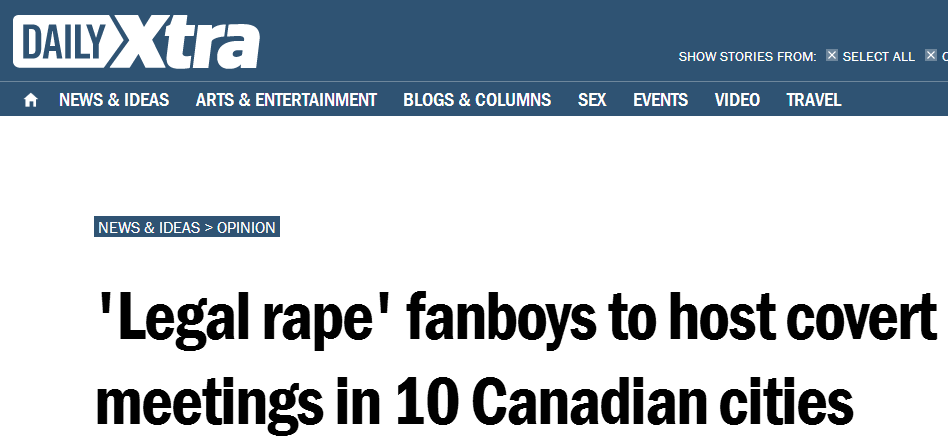 DAILY Xtra
SHOW STORIES FROM: SELECT ALL
NEWS & IDEAS ARTS & ENTERTAINMENT BLOGS & COLUMNS SEX EVENTS VIDEO TRAVEL
NEWS & IDEAS > OPINION
'Legal rape' fanboys to host covert
meetings in 10 Canadian cities